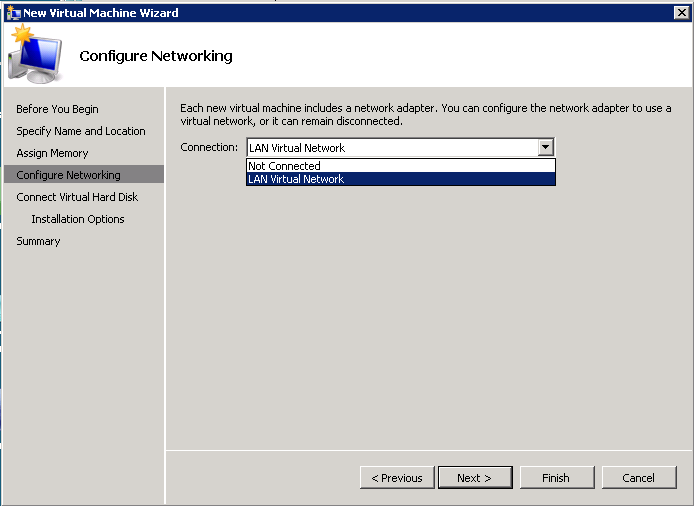 New Virtual Machine Wizard
Configure Networking
Before You Begin
Specify Name and Location
Assign Memory
Configure Networking
Connect Virtual Hard Disk
Installation Options
Summary
Each new virtual machine includes a network adapter. You can configure the network adapter to use a
virtual network, or it can remain disconnected.
Connection: LAN Virtual Network
Not Connected
LAN Virtual Network
< Previous Next > Finish Cancel